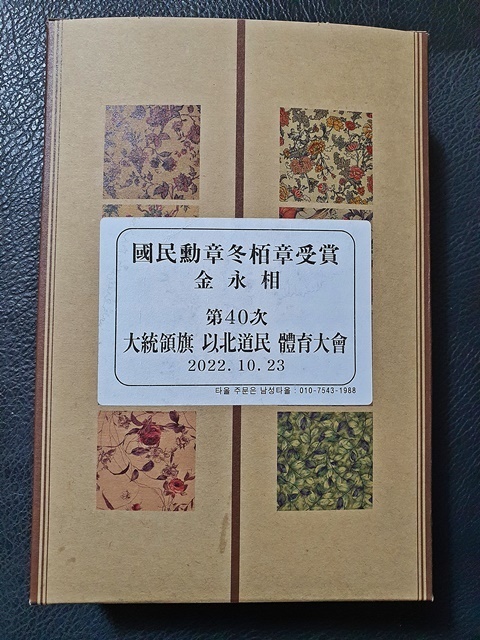 國民勳章冬栢章受賞
金永相
第40次
大統領旗 以北道民 體育大會
2022. 10. 23
타올 주문은 남성타올 : 010-7543-1988